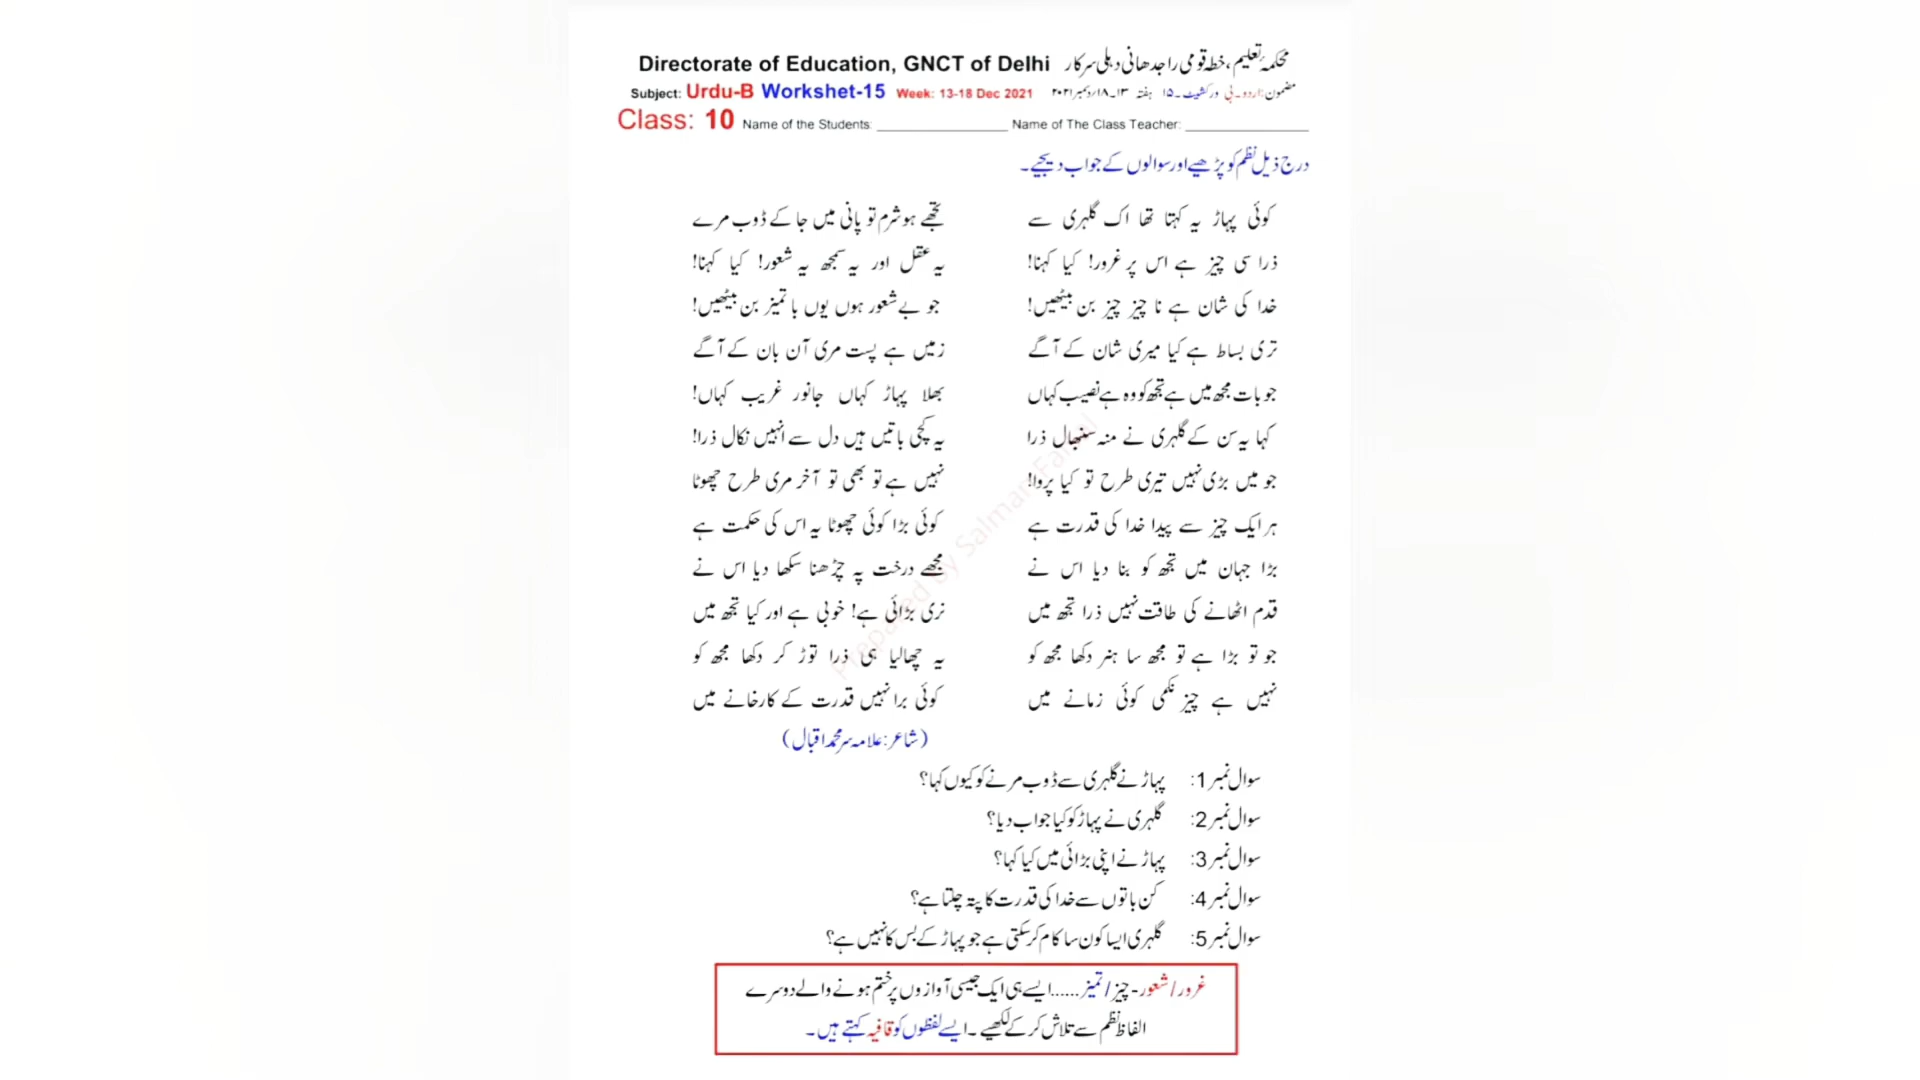 Directorate of Education, GNCT of Delhi محکمۂ تعلیم، خطہ قومی راجدھانی دہلی سرکار
Subject: Urdu-B Workshet-15 Week: 13-18 Dec 2021 مضمون: اردو۔بی ورکشیٹ۔۱۵ ہفتہ ۱۳۔۱۸/دسمبر ۲۰۲۱
Class: 10 Name of the Students: ________________ Name of The Class Teacher: ________________
درج ذیل نظم کو پڑھیے اور سوالوں کے جواب دیجیے۔
کوئی پہاڑ یہ کہتا تھا اک گلہری سے تجھے ہو شرم تو پانی میں جا کے ڈوب مرے
ذرا سی چیز ہے اس پر غرور! کیا کہنا! یہ عقل اور یہ سمجھ یہ شعور! کیا کہنا!
خدا کی شان ہے نا چیز چیز بن بیٹھیں! جو بے شعور ہوں یوں با تمیز بن بیٹھیں!
تری بساط ہے کیا میری شان کے آگے زمیں ہے پست مری آن بان کے آگے
جو بات مجھ میں ہے تجھ کو وہ ہے نصیب کہاں بھلا پہاڑ کہاں جانور غریب کہاں!
کہا یہ سن کے گلہری نے منہ سنبھال ذرا یہ کچی باتیں ہیں دل سے انہیں نکال ذرا!
جو میں بڑی نہیں تیری طرح تو کیا پروا! نہیں ہے تو بھی تو آخر مری طرح چھوٹا
ہر ایک چیز سے پیدا خدا کی قدرت ہے کوئی بڑا کوئی چھوٹا یہ اس کی حکمت ہے
بڑا جہان میں تجھ کو بنا دیا اس نے مجھے درخت پہ چڑھنا سکھا دیا اس نے
قدم اٹھانے کی طاقت نہیں ذرا تجھ میں نری بڑائی ہے! خوبی ہے اور کیا تجھ میں
جو تو بڑا ہے تو مجھ سا ہنر دکھا مجھ کو یہ چھالیا ہی ذرا توڑ کر دکھا مجھ کو
نہیں ہے چیز نکمی کوئی زمانے میں کوئی برا نہیں قدرت کے کارخانے میں
(شاعر: علامہ سر محمد اقبال)
سوال نمبر 1: پہاڑ نے گلہری سے ڈوب مرنے کو کیوں کہا؟
سوال نمبر 2: گلہری نے پہاڑ کو کیا جواب دیا؟
سوال نمبر 3: پہاڑ نے اپنی بڑائی میں کیا کہا؟
سوال نمبر 4: کن باتوں سے خدا کی قدرت کا پتہ چلتا ہے؟
سوال نمبر 5: گلہری ایسا کون سا کام کر سکتی ہے جو پہاڑ کے بس کا نہیں ہے؟
غرور/شعور - چیز/تمیز...... ایسے ہی ایک جیسی آوازوں پر ختم ہونے والے دوسرے
الفاظ نظم سے تلاش کر کے لکھیے۔ ایسے لفظوں کو قافیہ کہتے ہیں۔
Prepared By Salman Faisal